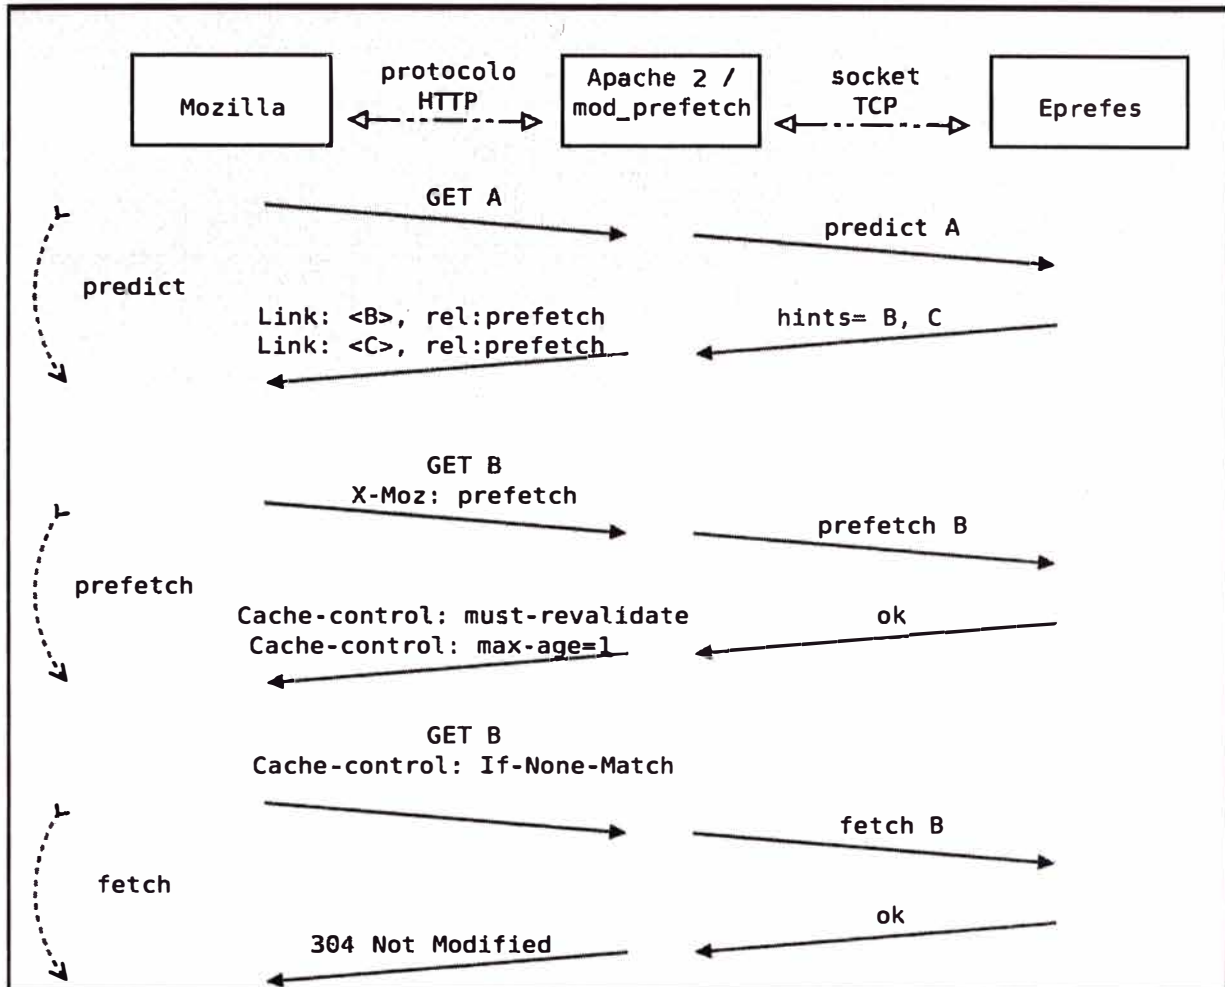 Mozilla
protocolo
HTTP
Apache 2 /
mod_prefetch
socket
TCP
Eprefes
GET A
predict A
predict
Link: <B>, rel:prefetch
Link: <C>, rel:prefetch
hints= B, C
GET B
X-Moz: prefetch
prefetch B
prefetch
Cache-control: must-revalidate
Cache-control: max-age=1
ok
GET B
Cache-control: If-None-Match
fetch B
fetch
304 Not Modified
ok